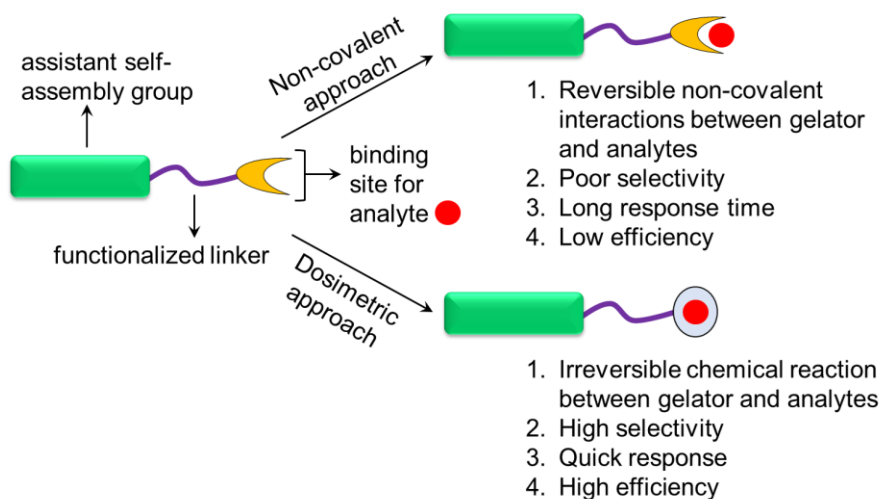 assistant self-
assembly group
Non-covalent
approach
1. Reversible non-covalent
interactions between gelator
and analytes
2. Poor selectivity
3. Long response time
4. Low efficiency
binding
site for
analyte
functionalized linker
Dosimetric
approach
1. Irreversible chemical reaction
between gelator and analytes
2. High selectivity
3. Quick response
4. High efficiency